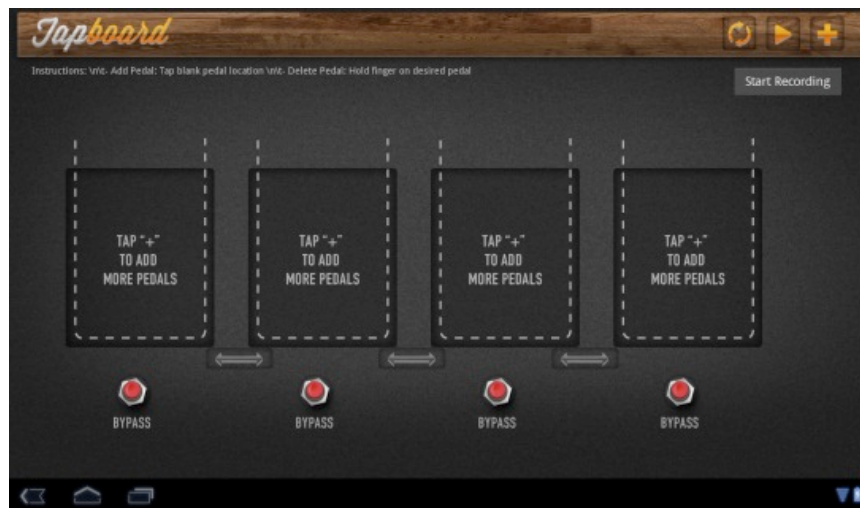 Tapboard
Instructions: \n\t- Add Pedal: Tap blank pedal location \n\t- Delete Pedal: Hold finger on desired pedal
Start Recording
TAP "+"
TO ADD
MORE PEDALS
TAP "+"
TO ADD
MORE PEDALS
TAP "+"
TO ADD
MORE PEDALS
TAP "+"
TO ADD
MORE PEDALS
BYPASS
BYPASS
BYPASS
BYPASS